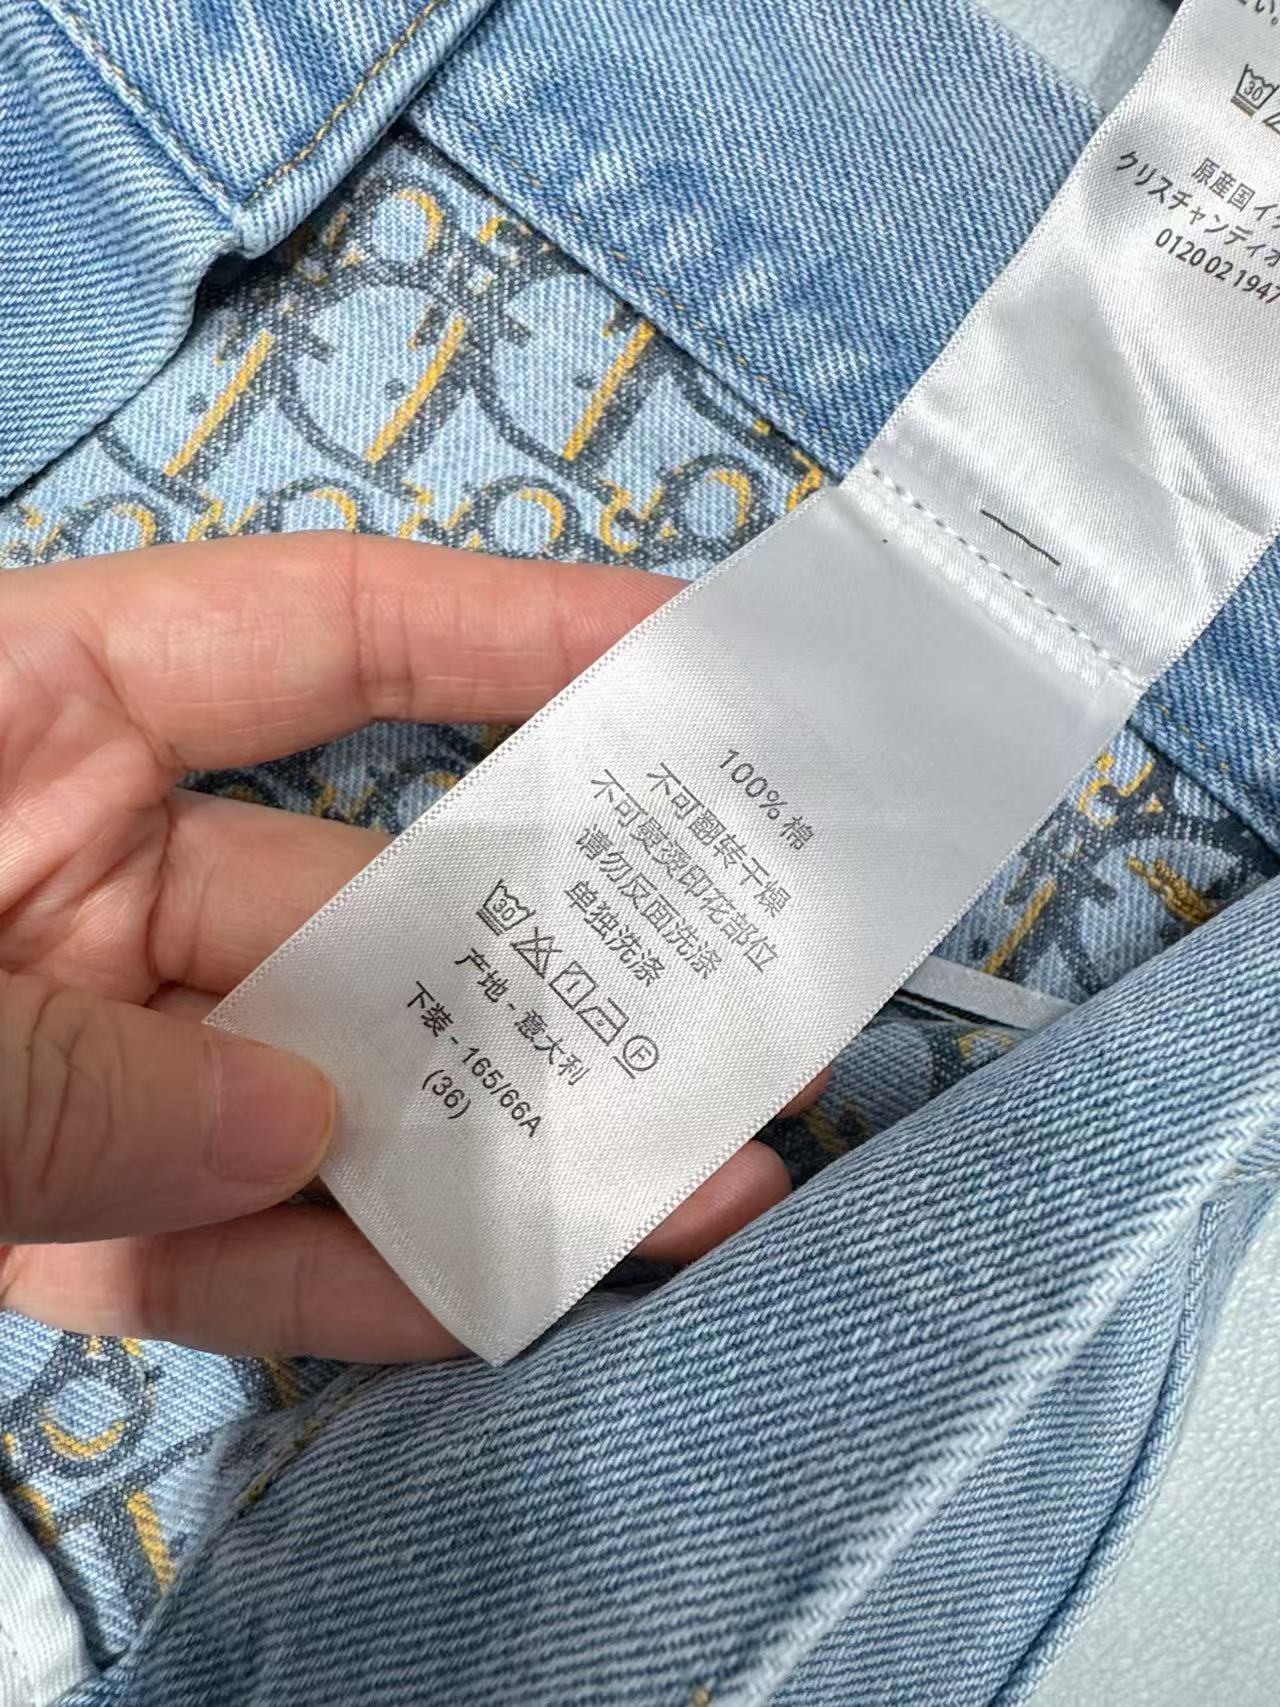 30
原産国 イ
クリスチャンディオ
0120 02 1947
100% 棉
不可翻转干燥
不可熨烫印花部位
请勿反面洗涤
单独洗涤
30
F
产地 - 意大利
下装 - 165/66A
(36)